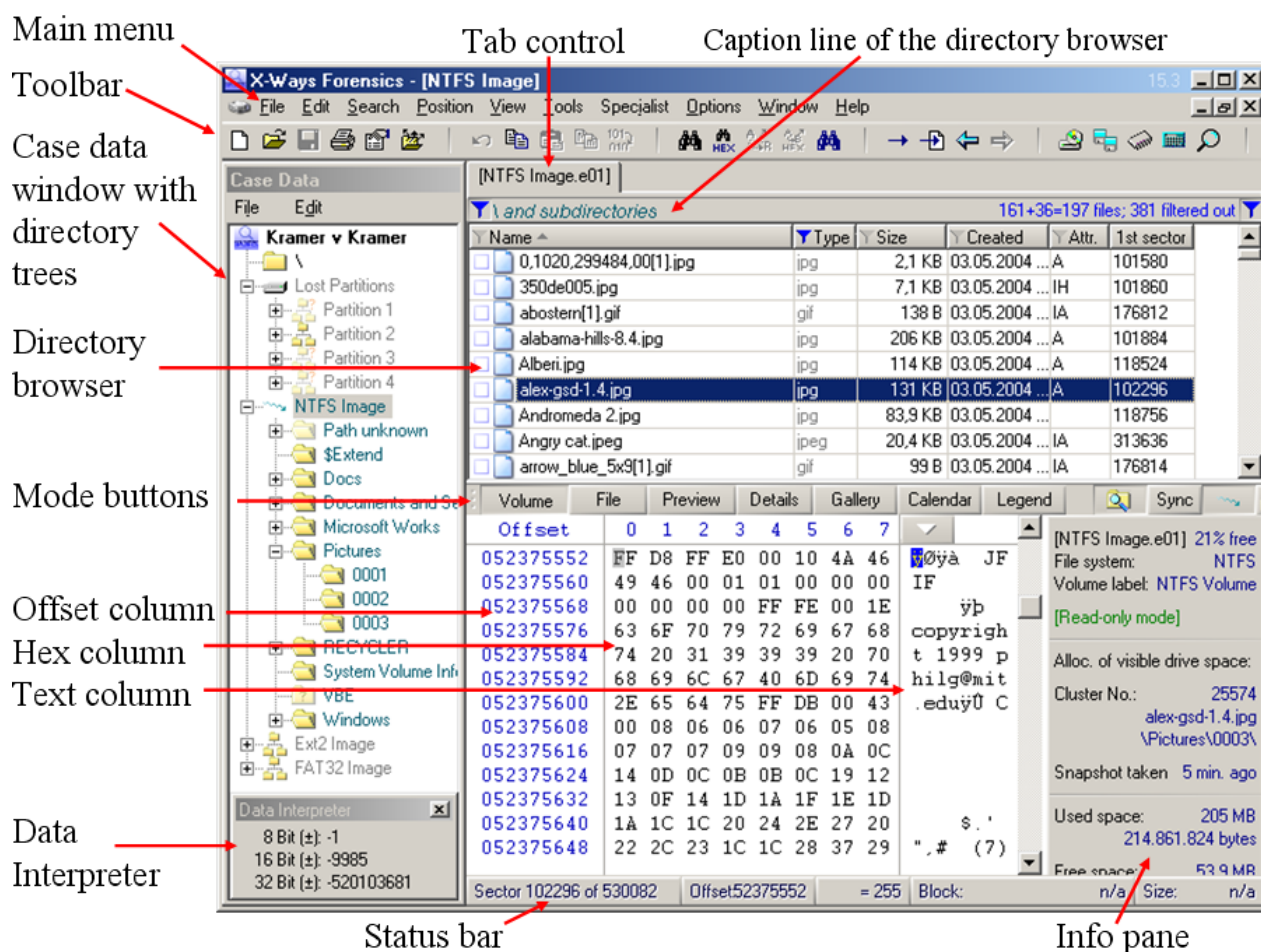 Main menu
Tab control
Caption line of the directory browser
Toolbar
X-Ways Forensics - [NTFS Image]
15.3
File Edit Search Position View Tools Specialist Options Window Help
Case data
window with
directory
trees
Case Data
File Edit
Kramer v Kramer
\
Lost Partitions
Partition 1
Partition 2
Partition 3
Partition 4
NTFS Image
Path unknown
$Extend
Docs
Documents and Se
Microsoft Works
Pictures
0001
0002
0003
RECYCLER
System Volume Info
VBE
Windows
Ext2 Image
FAT32 Image
[NTFS Image.e01]
\ and subdirectories
161+36=197 files; 381 filtered out
Name Type Size Created Attr. 1st sector
0,1020,299484,00[1].jpg jpg 2,1 KB 03.05.2004 ... A 101580
350de005.jpg jpg 7,1 KB 03.05.2004 ... IH 101860
abostern[1].gif gif 138 B 03.05.2004 ... IA 176812
alabama-hills-8.4.jpg jpg 206 KB 03.05.2004 ... A 101884
Alberi.jpg jpg 114 KB 03.05.2004 ... A 118524
alex-gsd-1.4.jpg jpg 131 KB 03.05.2004 ... A 102296
Andromeda 2.jpg jpg 83,9 KB 03.05.2004 ... 118756
Angry cat.jpeg jpeg 20,4 KB 03.05.2004 ... IA 313636
arrow_blue_5x9[1].gif gif 99 B 03.05.2004 ... IA 176814
Directory
browser
Mode buttons
Volume File Preview Details Gallery Calendar Legend Sync
Offset 0 1 2 3 4 5 6 7
052375552 FF D8 FF E0 00 10 4A 46 ÿØÿà JF
052375560 49 46 00 01 01 00 00 00 IF
052375568 00 00 00 00 FF FE 00 1E ÿþ
052375576 63 6F 70 79 72 69 67 68 copyrigh
052375584 74 20 31 39 39 39 20 70 t 1999 p
052375592 68 69 6C 67 40 6D 69 74 hilg@mit
052375600 2E 65 64 75 FF DB 00 43 .eduÿÛ C
052375608 00 08 06 06 07 06 05 08
052375616 07 07 07 09 09 08 0A 0C
052375624 14 0D 0C 0B 0B 0C 19 12
052375632 13 0F 14 1D 1A 1F 1E 1D
052375640 1A 1C 1C 20 24 2E 27 20 $.'
052375648 22 2C 23 1C 1C 28 37 29 ",# (7)
Offset column
Hex column
Text column
[NTFS Image.e01] 21% free
File system: NTFS
Volume label: NTFS Volume
[Read-only mode]
Alloc. of visible drive space:
Cluster No.: 25574
alex-gsd-1.4.jpg
\Pictures\0003\
Snapshot taken 5 min. ago
Used space: 205 MB
214.861.824 bytes
Free space: 53,9 MB
Data
Interpreter
Data Interpreter
8 Bit (±): -1
16 Bit (±): -9985
32 Bit (±): -520103681
Sector 102296 of 530082 Offset52375552 = 255 Block: n/a Size: n/a
Status bar
Info pane